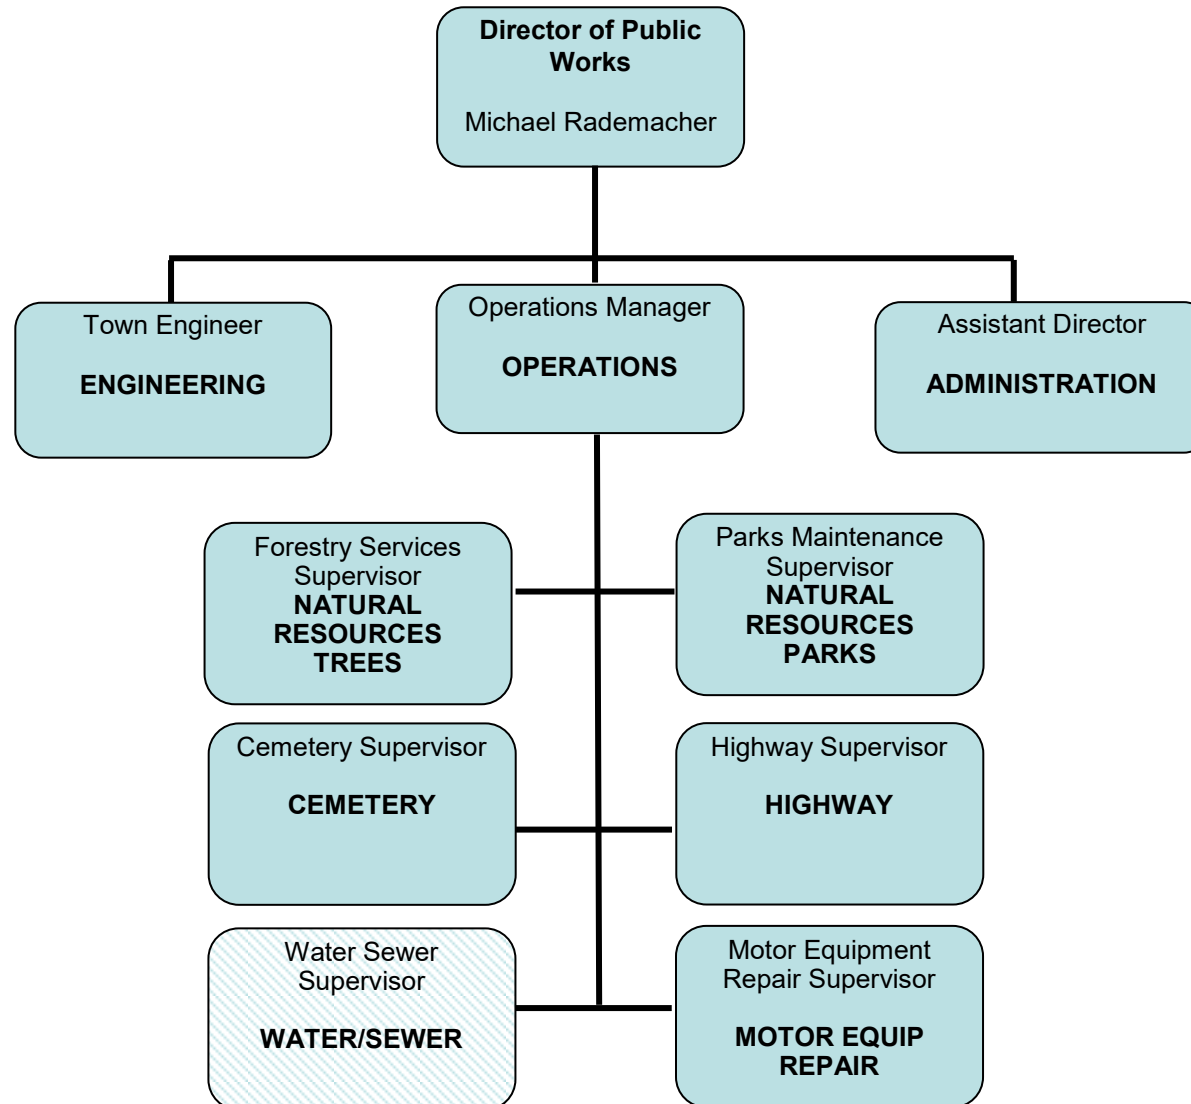 Director of Public
Works
Michael Rademacher
Town Engineer
ENGINEERING
Operations Manager
OPERATIONS
Assistant Director
ADMINISTRATION
Forestry Services
Supervisor
NATURAL
RESOURCES
TREES
Parks Maintenance
Supervisor
NATURAL
RESOURCES
PARKS
Cemetery Supervisor
CEMETERY
Highway Supervisor
HIGHWAY
Water Sewer
Supervisor
WATER/SEWER
Motor Equipment
Repair Supervisor
MOTOR EQUIP
REPAIR